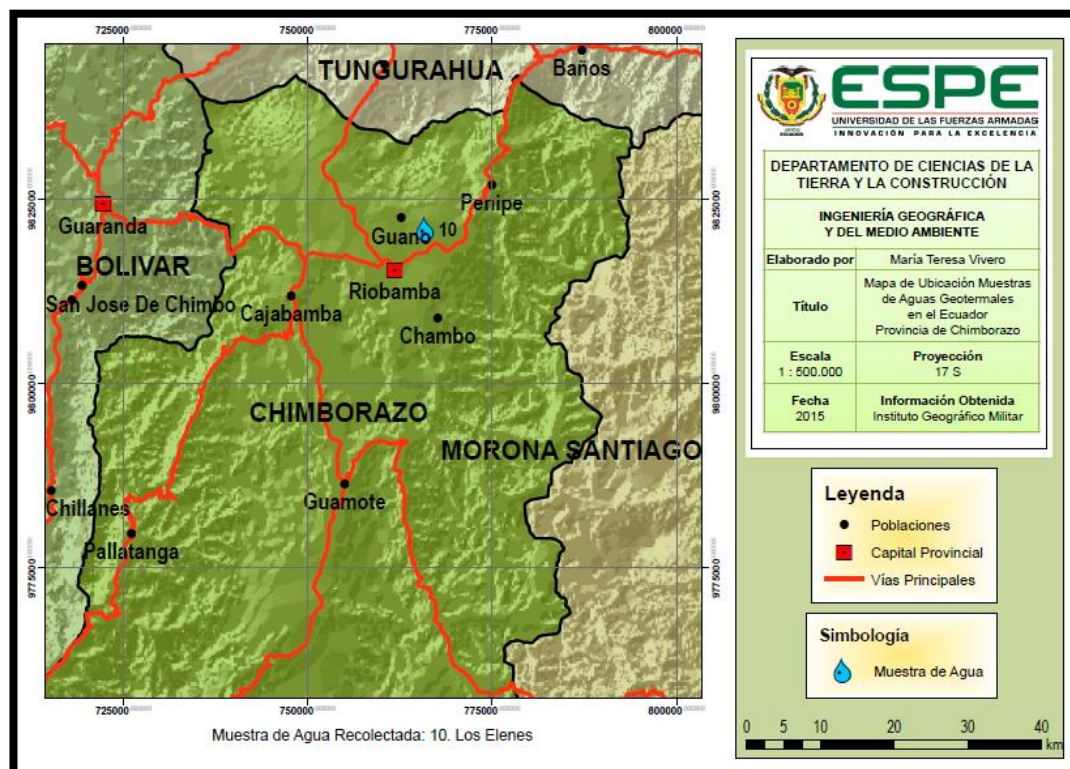 725000
750000
775000
800000
TUNGURAHUA
Baños
9825000
Penipe
9825000
Guaranda
Guano
10
BOLIVAR
Riobamba
San Jose De Chimbo
Cajabamba
Chambo
9800000
9800000
CHIMBORAZO
MORONA SANTIAGO
Guamote
Chillanes
Pallatanga
9775000
9775000
725000
750000
775000
800000
Muestra de Agua Recolectada: 10. Los Elenes
ESPE
UNIVERSIDAD DE LAS FUERZAS ARMADAS
INNOVACIÓN PARA LA EXCELENCIA
DEPARTAMENTO DE CIENCIAS DE LA
TIERRA Y LA CONSTRUCCIÓN
INGENIERÍA GEOGRÁFICA
Y DEL MEDIO AMBIENTE
Elaborado por
María Teresa Vivero
Título
Mapa de Ubicación Muestras
de Aguas Geotermales
en el Ecuador
Provincia de Chimborazo
Escala
1 : 500.000
Proyección
17 S
Fecha
2015
Información Obtenida
Instituto Geográfico Militar
Leyenda
Poblaciones
Capital Provincial
Vías Principales
Simbología
Muestra de Agua
0 5 10 20 30 40
km